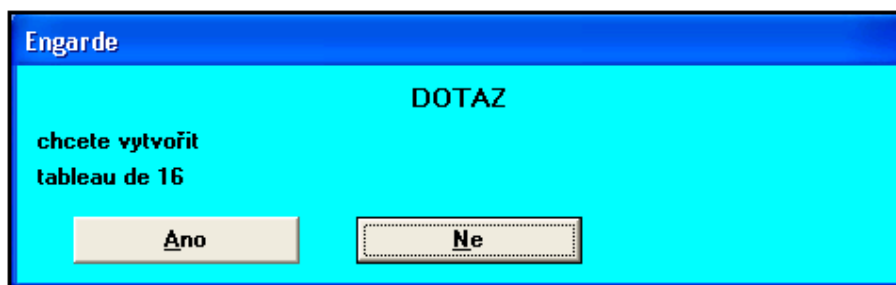 Engarde
DOTAZ
chcete vytvořit
tableau de 16
Ano
Ne